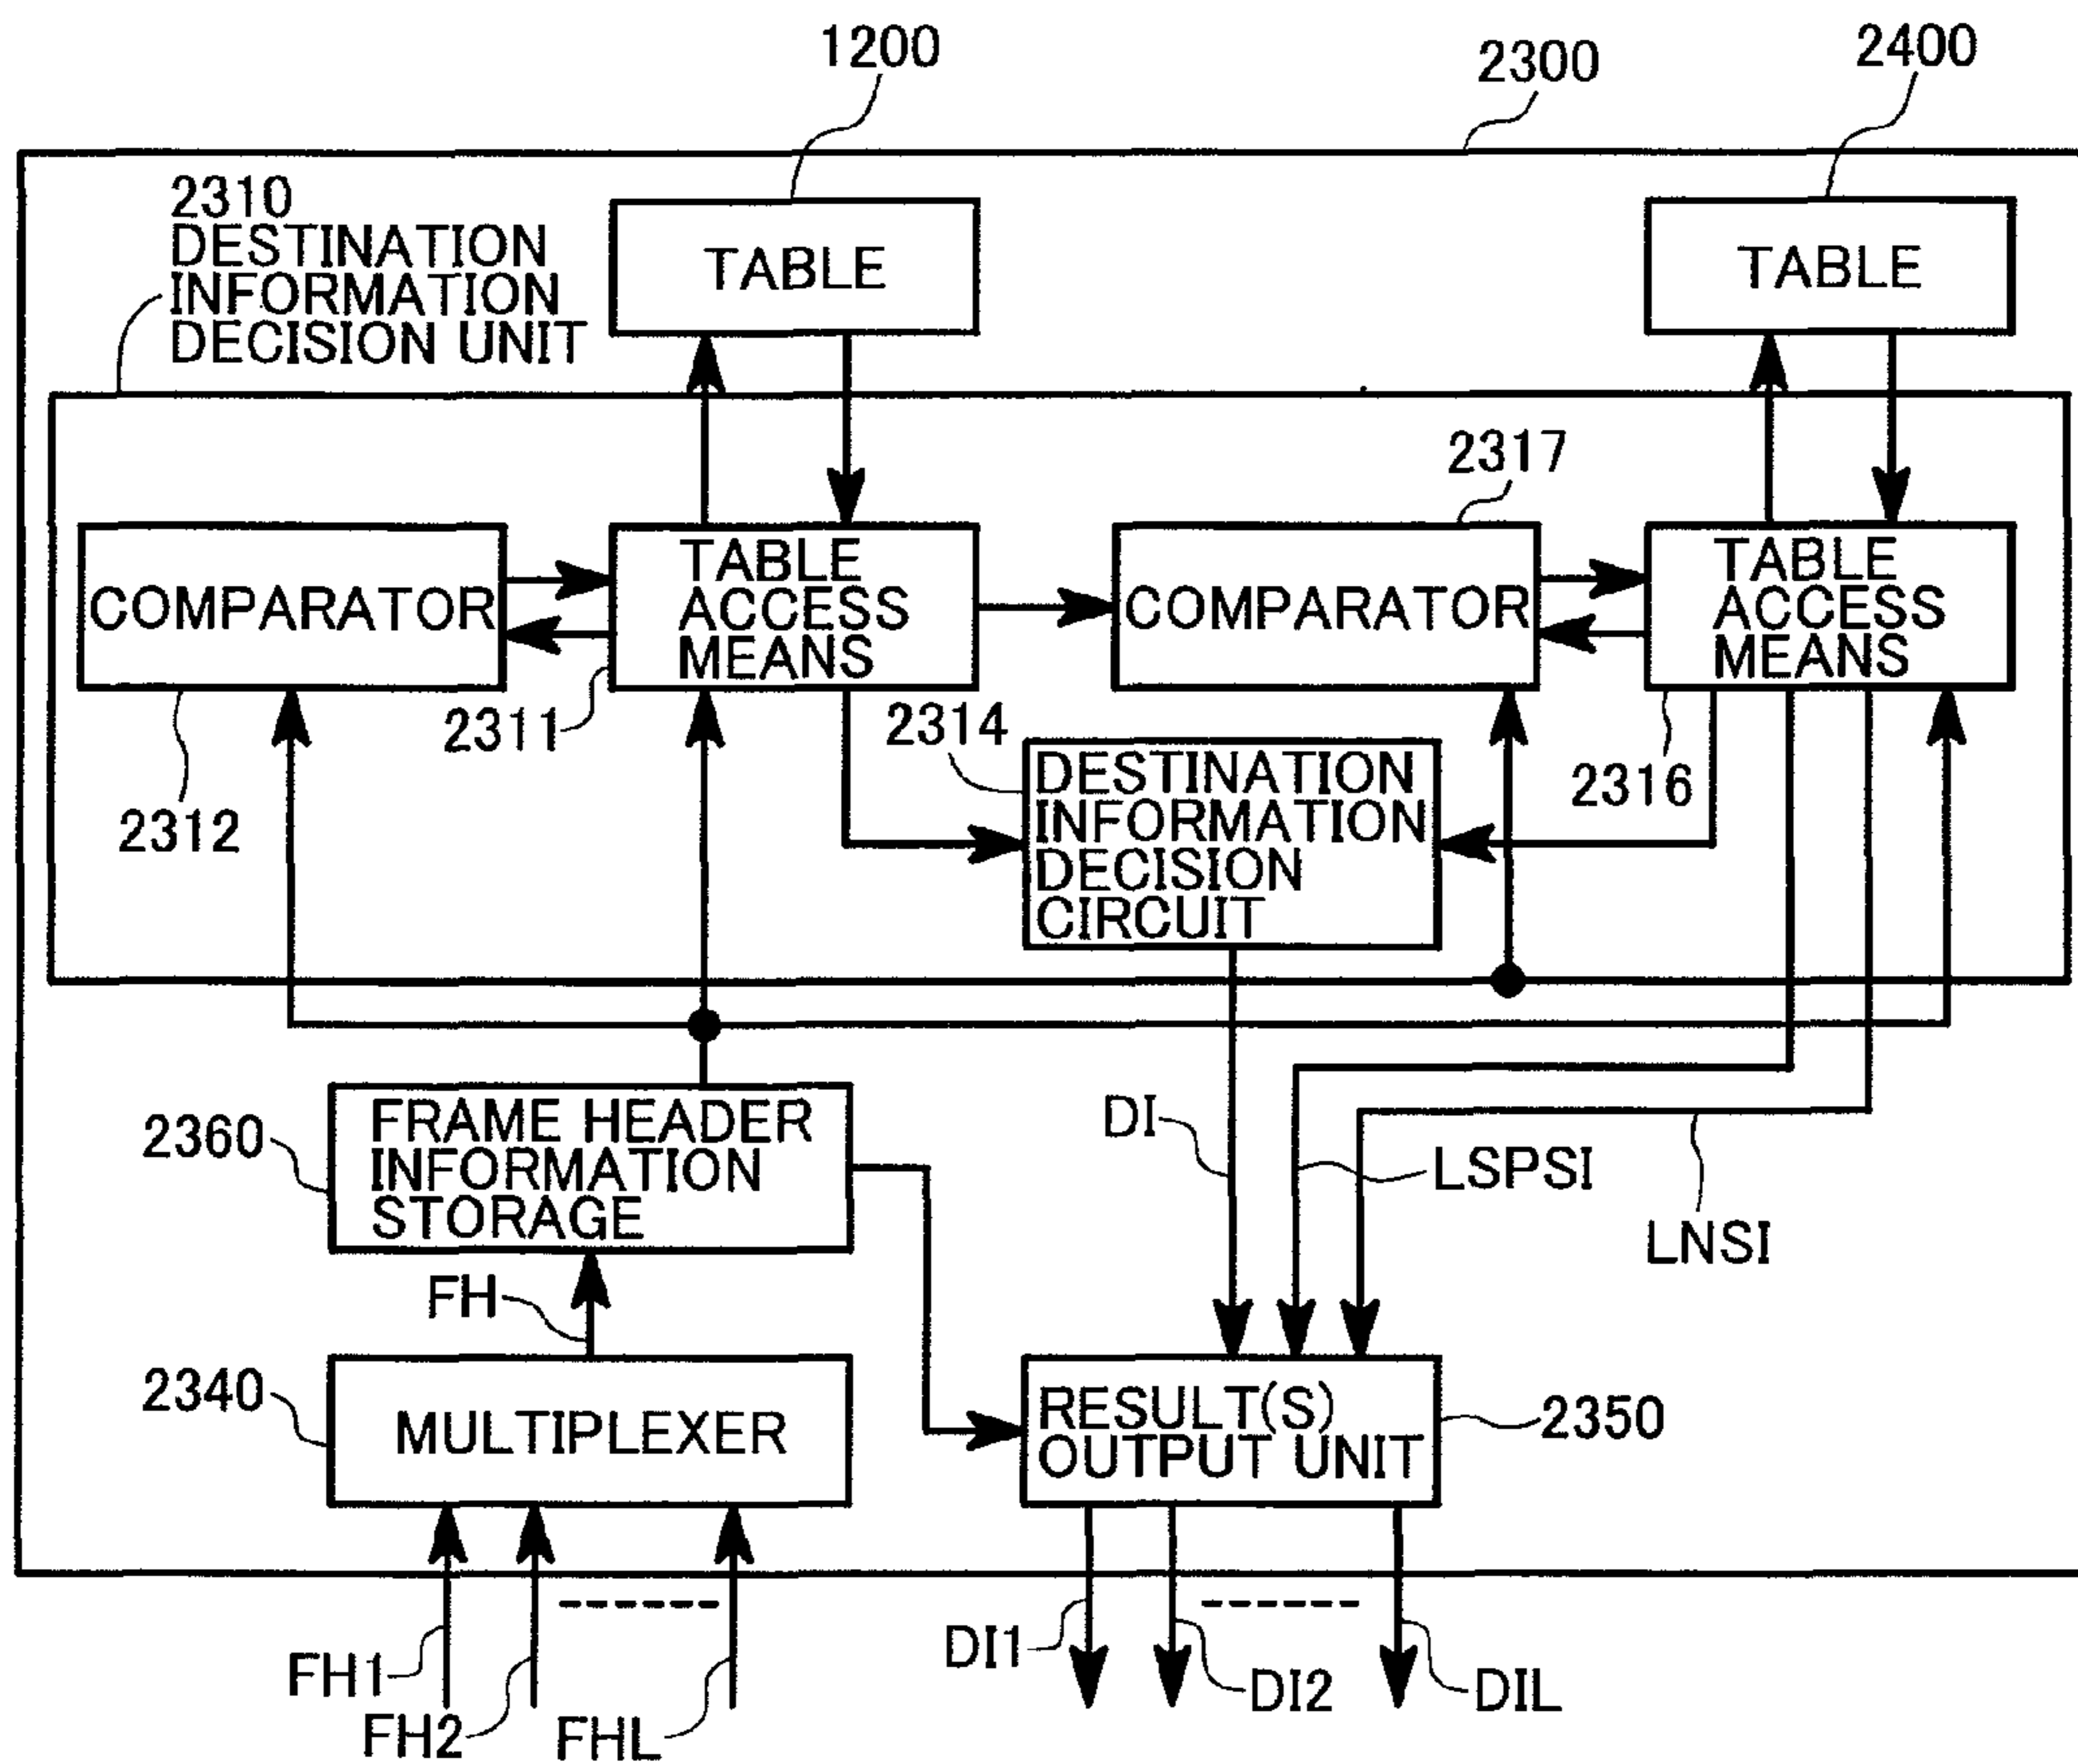 1200
2300
2400
2310
DESTINATION
INFORMATION
DECISION UNIT
TABLE
TABLE
2317
COMPARATOR
TABLE
ACCESS
MEANS
COMPARATOR
TABLE
ACCESS
MEANS
2312
2311
2314
2316
DESTINATION
INFORMATION
DECISION
CIRCUIT
2360
FRAME HEADER
INFORMATION
STORAGE
DI
LSPSI
LNSI
FH
2340
MULTIPLEXER
RESULT(S)
OUTPUT UNIT
2350
FH1
FH2
FHL
DI1
DI2
DIL